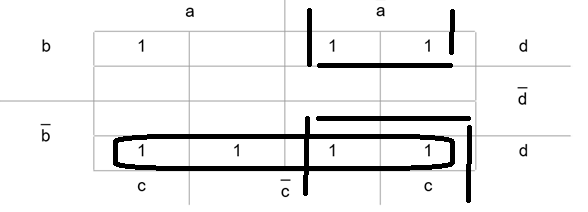 a a
b 1 1 1 d
d̅
b̅
1 1 1 1 d
c c̅ c